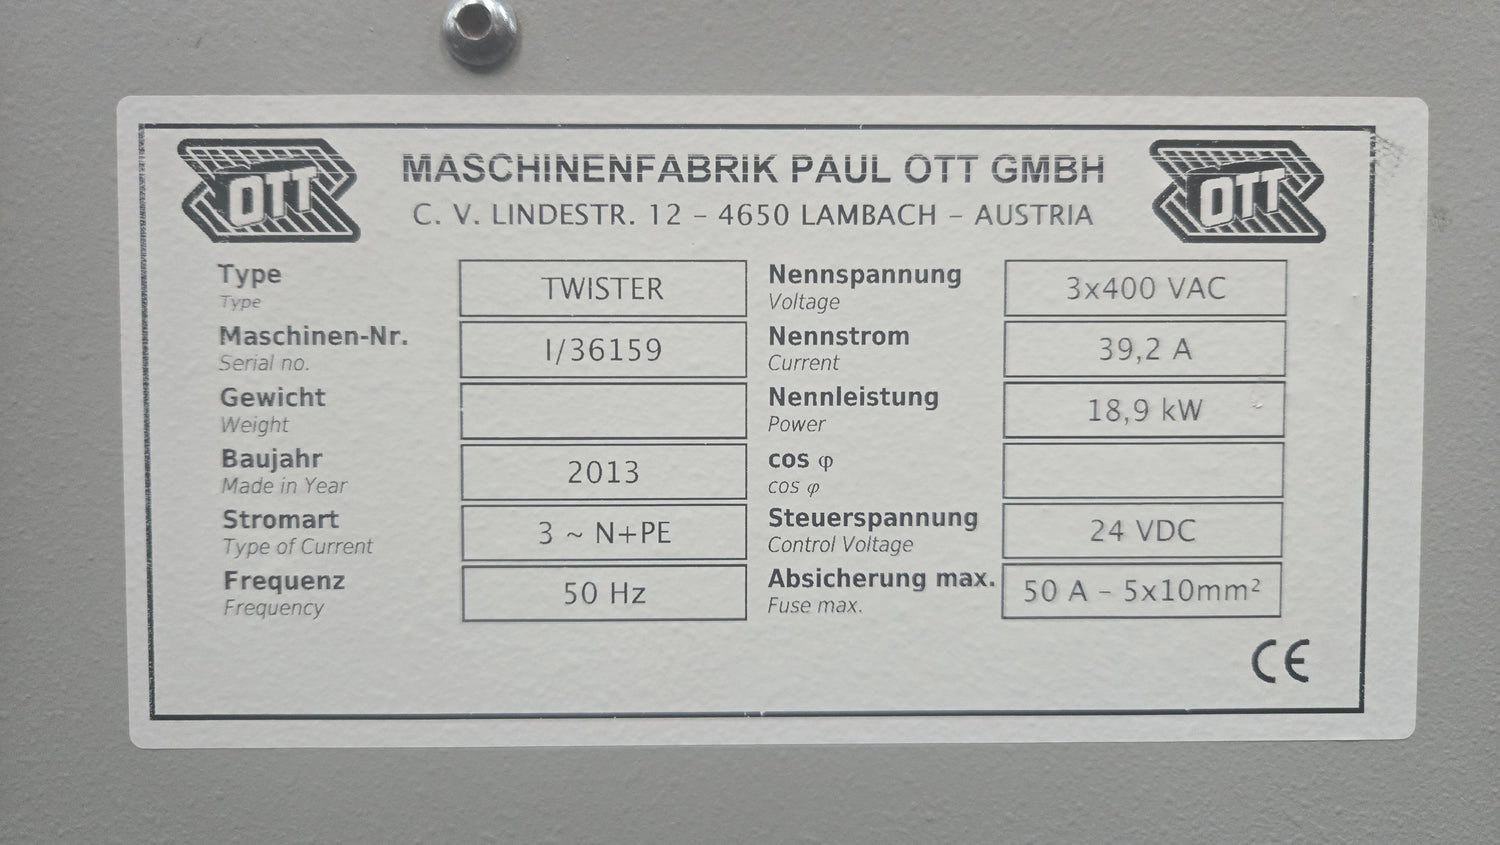 OTT
MASCHINENFABRIK PAUL OTT GMBH
OTT
C. V. LINDESTR. 12 – 4650 LAMBACH – AUSTRIA
Type
Type
TWISTER
Nennspannung
Voltage
3x400 VAC
Maschinen-Nr.
Serial no.
I/36159
Nennstrom
Current
39,2 A
Gewicht
Weight
Nennleistung
Power
18,9 kW
Baujahr
Made in Year
2013
cos φ
cos φ
Stromart
Type of Current
3 ~ N+PE
Steuerspannung
Control Voltage
24 VDC
Frequenz
Frequency
50 Hz
Absicherung max.
Fuse max.
50 A – 5x10mm²
CE